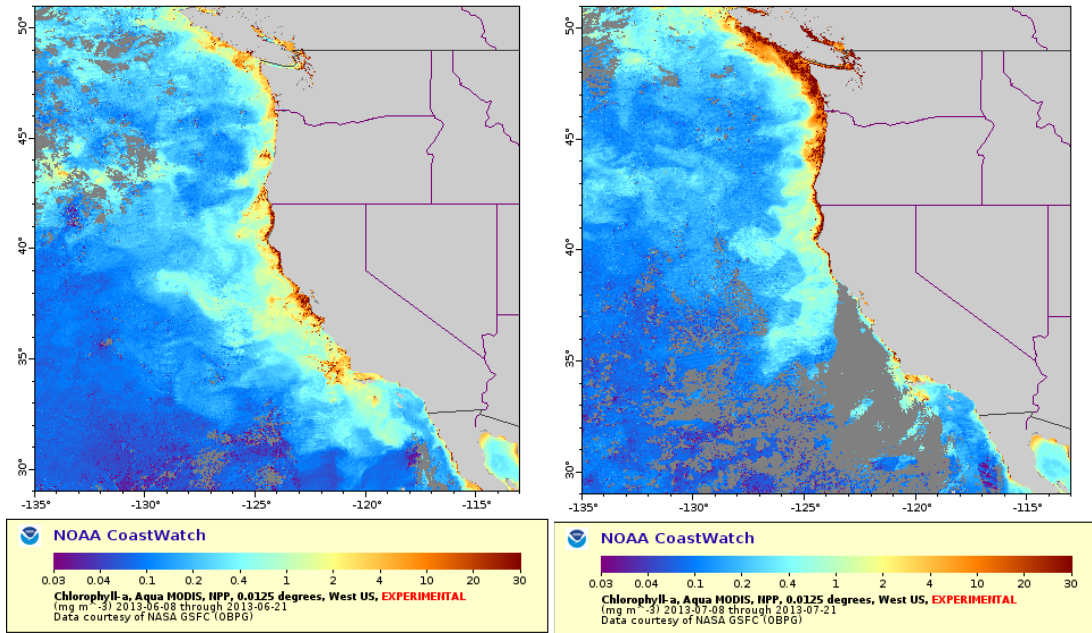 50°
45°
40°
35°
30°
-135° -130° -125° -120° -115°
NOAA CoastWatch
0.03 0.04 0.1 0.2 0.4 1 2 4 10 20 30
Chlorophyll-a, Aqua MODIS, NPP, 0.0125 degrees, West US, EXPERIMENTAL
(mg m^-3) 2013-06-08 through 2013-06-21
Data courtesy of NASA GSFC (OBPG)
50°
45°
40°
35°
30°
-135° -130° -125° -120° -115°
NOAA CoastWatch
0.03 0.04 0.1 0.2 0.4 1 2 4 10 20 30
Chlorophyll-a, Aqua MODIS, NPP, 0.0125 degrees, West US, EXPERIMENTAL
(mg m^-3) 2013-07-08 through 2013-07-21
Data courtesy of NASA GSFC (OBPG)